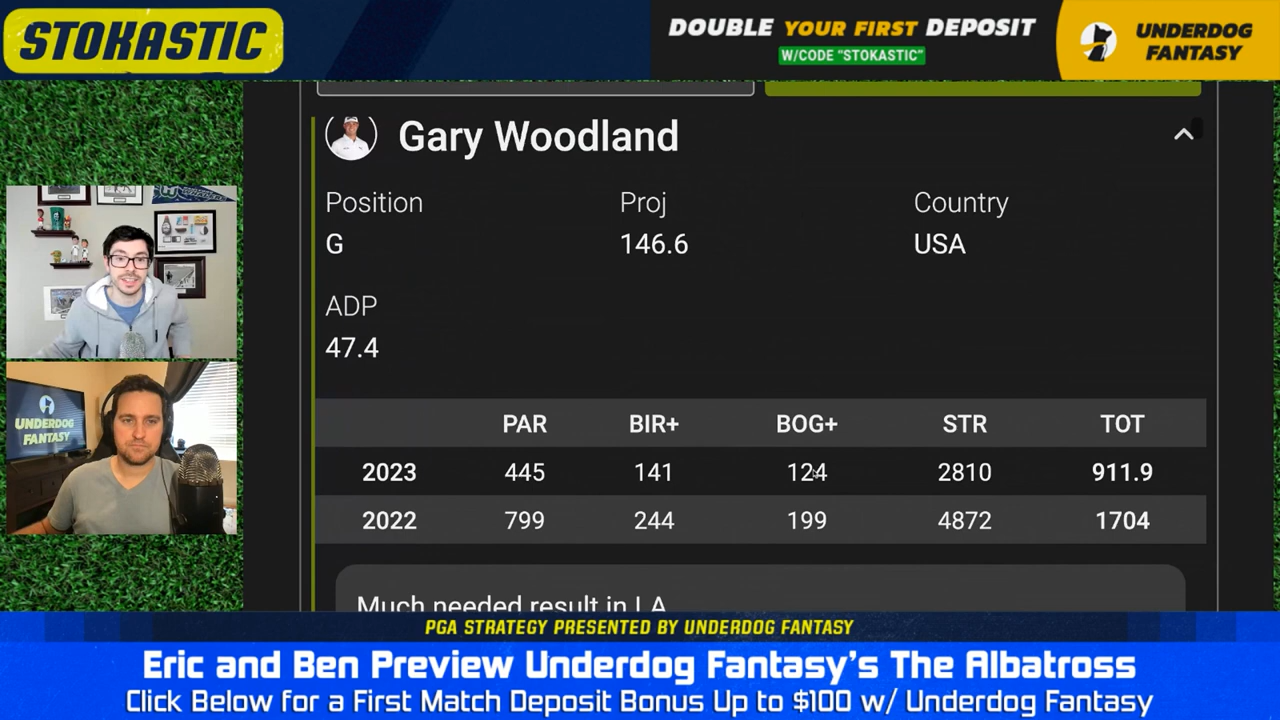 STOKASTIC
DOUBLE YOUR FIRST DEPOSIT
W/CODE "STOKASTIC"
UNDERDOG
FANTASY
Gary Woodland
Position
Proj
Country
G
146.6
USA
ADP
47.4
PAR BIR+ BOG+ STR TOT
2023 445 141 124 2810 911.9
2022 799 244 199 4872 1704
Much needed result in LA
UNDERDOG
FANTASY
PGA STRATEGY PRESENTED BY UNDERDOG FANTASY
Eric and Ben Preview Underdog Fantasy's The Albatross
Click Below for a First Match Deposit Bonus Up to $100 w/ Underdog Fantasy